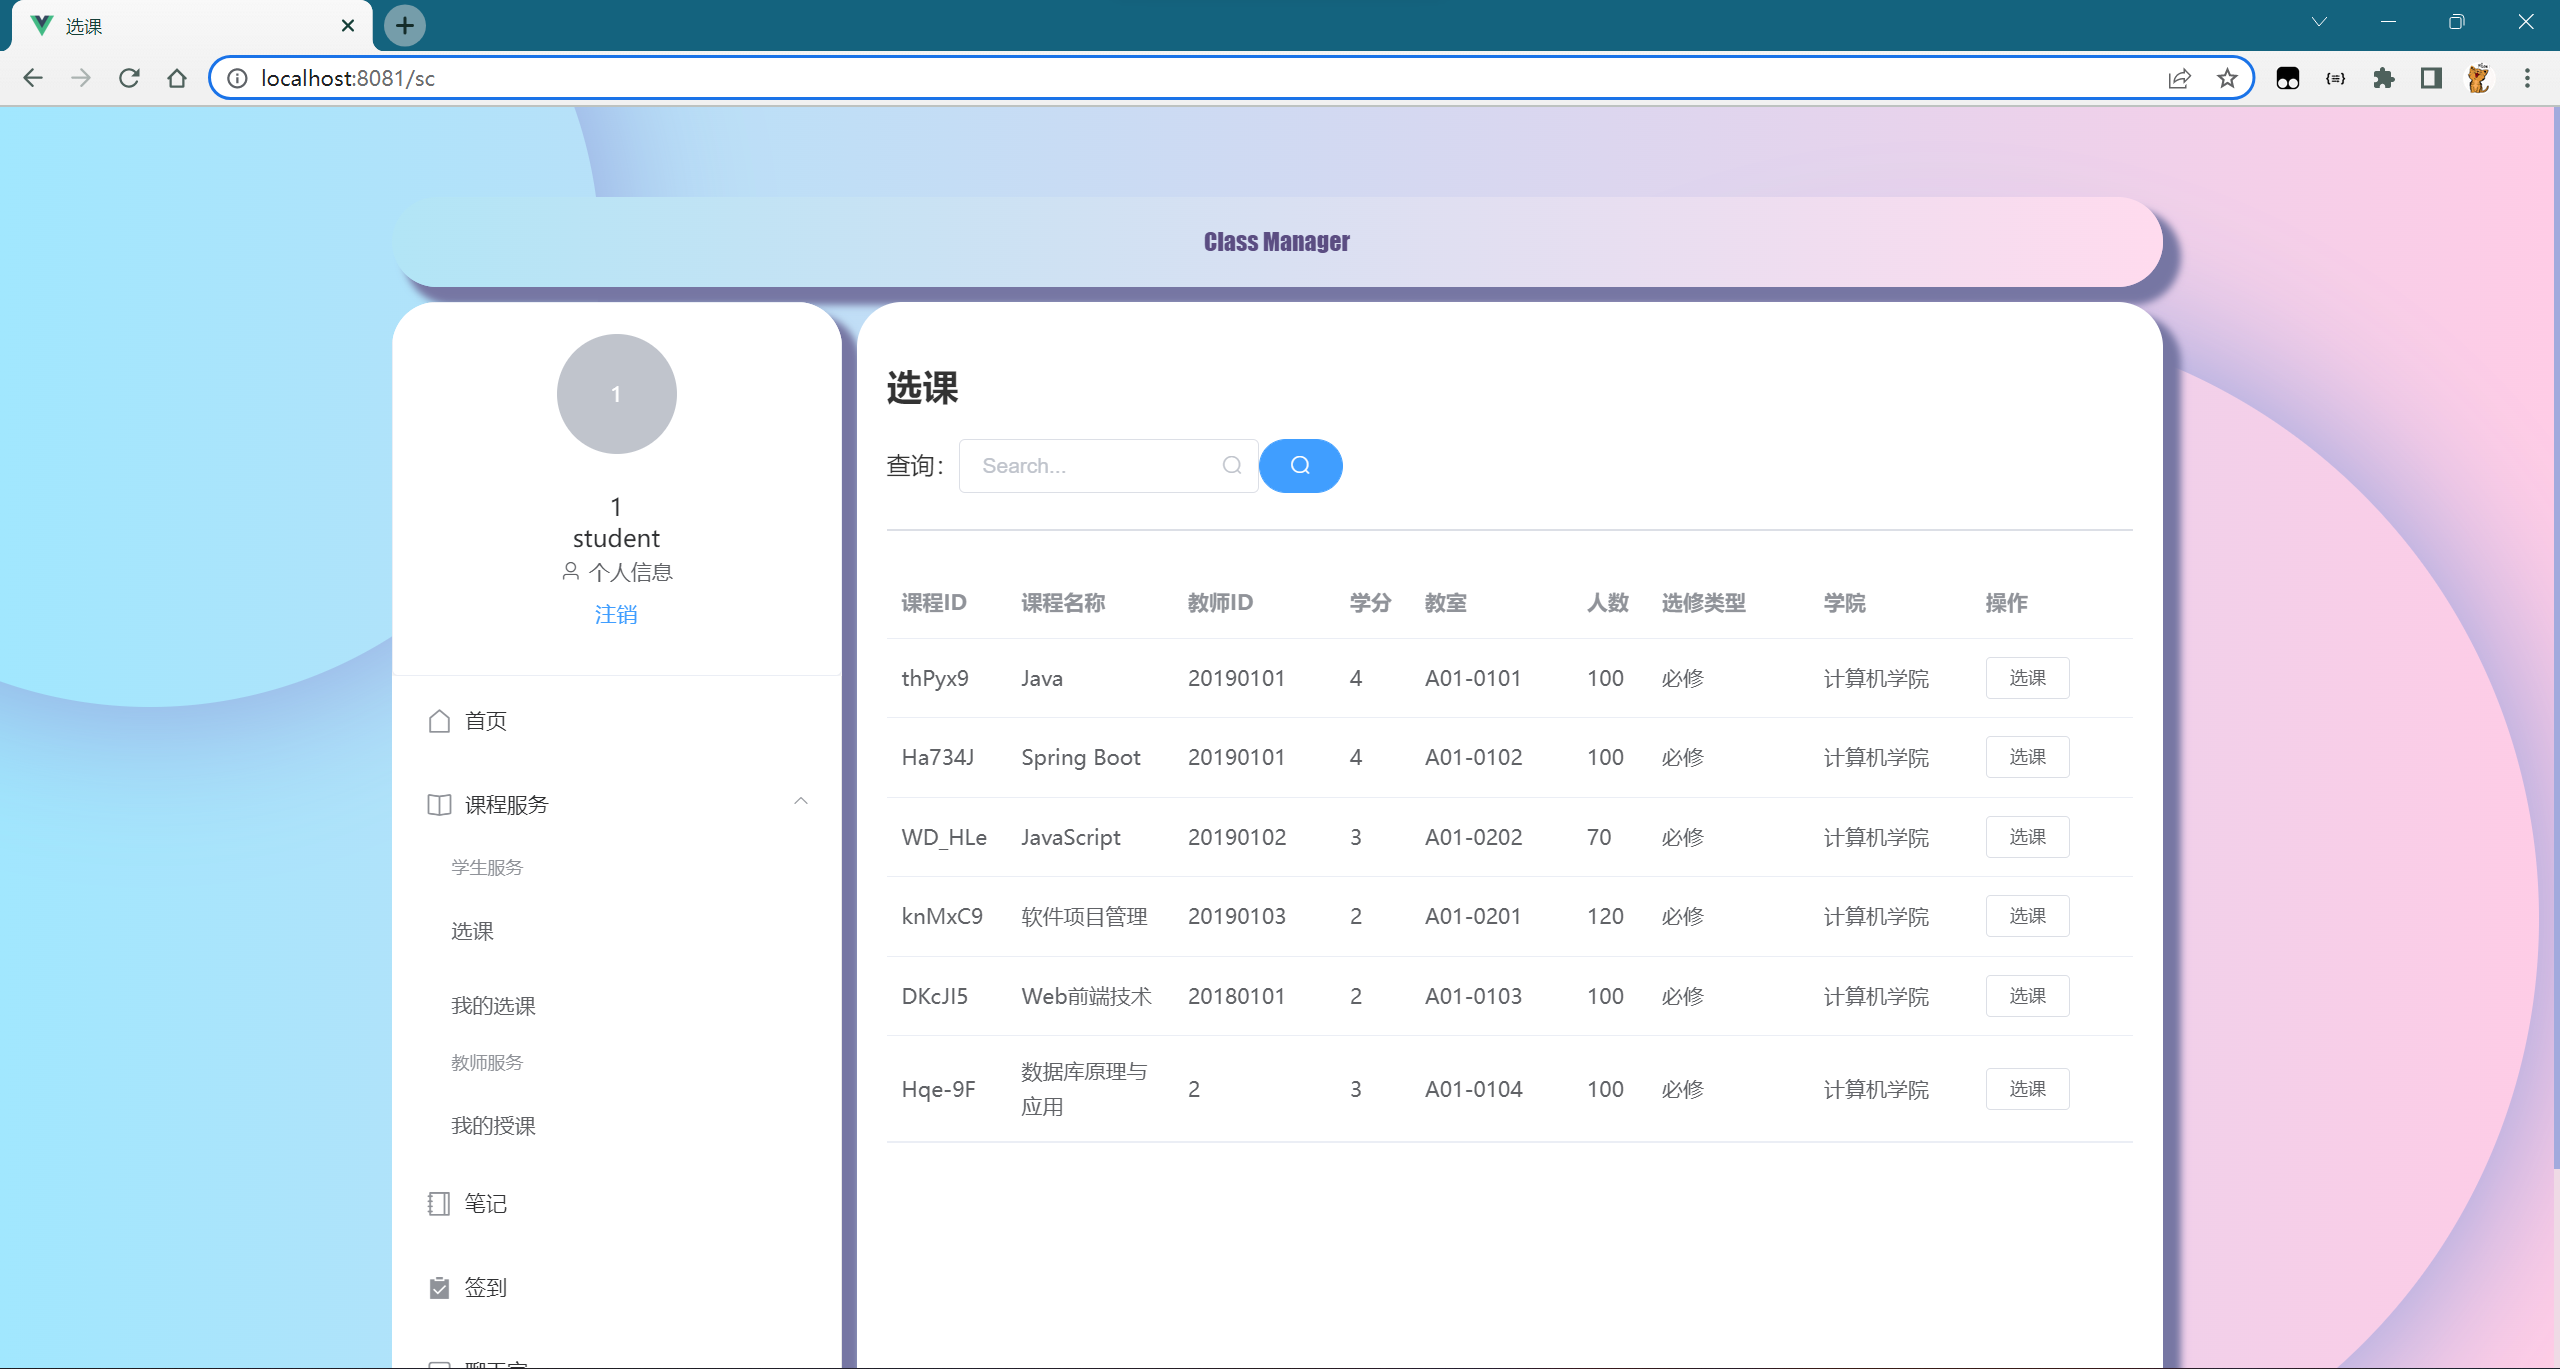 选课
localhost:8081/sc
Class Manager
1
1
student
个人信息
注销
首页
课程服务
学生服务
选课
我的选课
教师服务
我的授课
笔记
签到
选课
查询：
Search...
课程ID 课程名称 教师ID 学分 教室 人数 选修类型 学院 操作
thPyx9 Java 20190101 4 A01-0101 100 必修 计算机学院 选课
Ha734J Spring Boot 20190101 4 A01-0102 100 必修 计算机学院 选课
WD_HLe JavaScript 20190102 3 A01-0202 70 必修 计算机学院 选课
knMxC9 软件项目管理 20190103 2 A01-0201 120 必修 计算机学院 选课
DKcJI5 Web前端技术 20180101 2 A01-0103 100 必修 计算机学院 选课
Hqe-9F 数据库原理与 2 3 A01-0104 100 必修 计算机学院 选课
应用